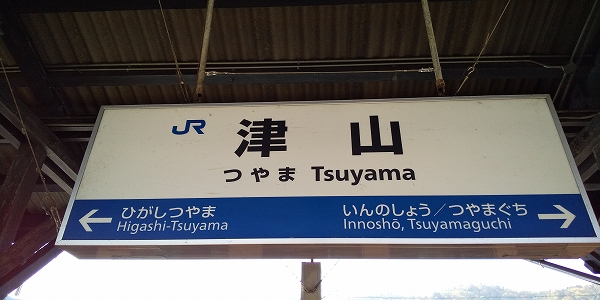 JR 津山
つやま Tsuyama
← ひがしつやま いんのしょう／つやまぐち →
Higashi-Tsuyama Innoshō, Tsuyamaguchi